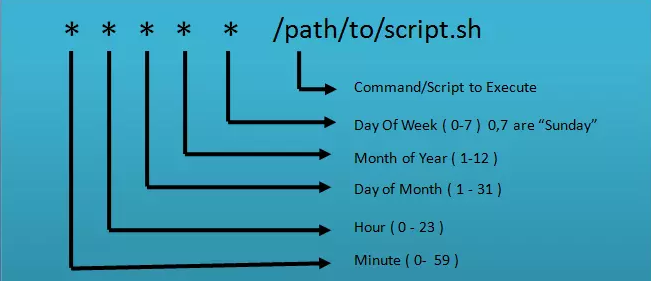 * * * * * /path/to/script.sh
Command/Script to Execute
Day Of Week ( 0-7 ) 0,7 are “Sunday”
Month of Year ( 1-12 )
Day of Month ( 1 - 31 )
Hour ( 0 - 23 )
Minute ( 0- 59 )